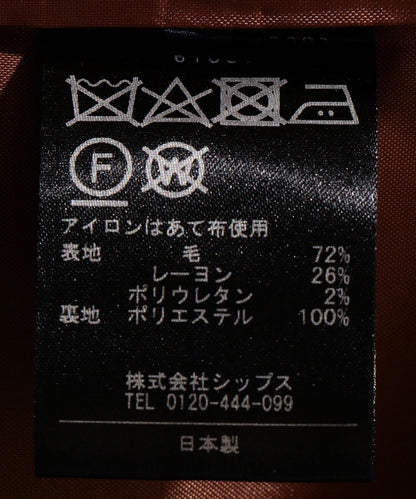 F W
アイロンはあて布使用
表地 毛 72%
レーヨン 26%
ポリウレタン 2%
裏地 ポリエステル 100%
株式会社シップス
TEL 0120-444-099
日本製